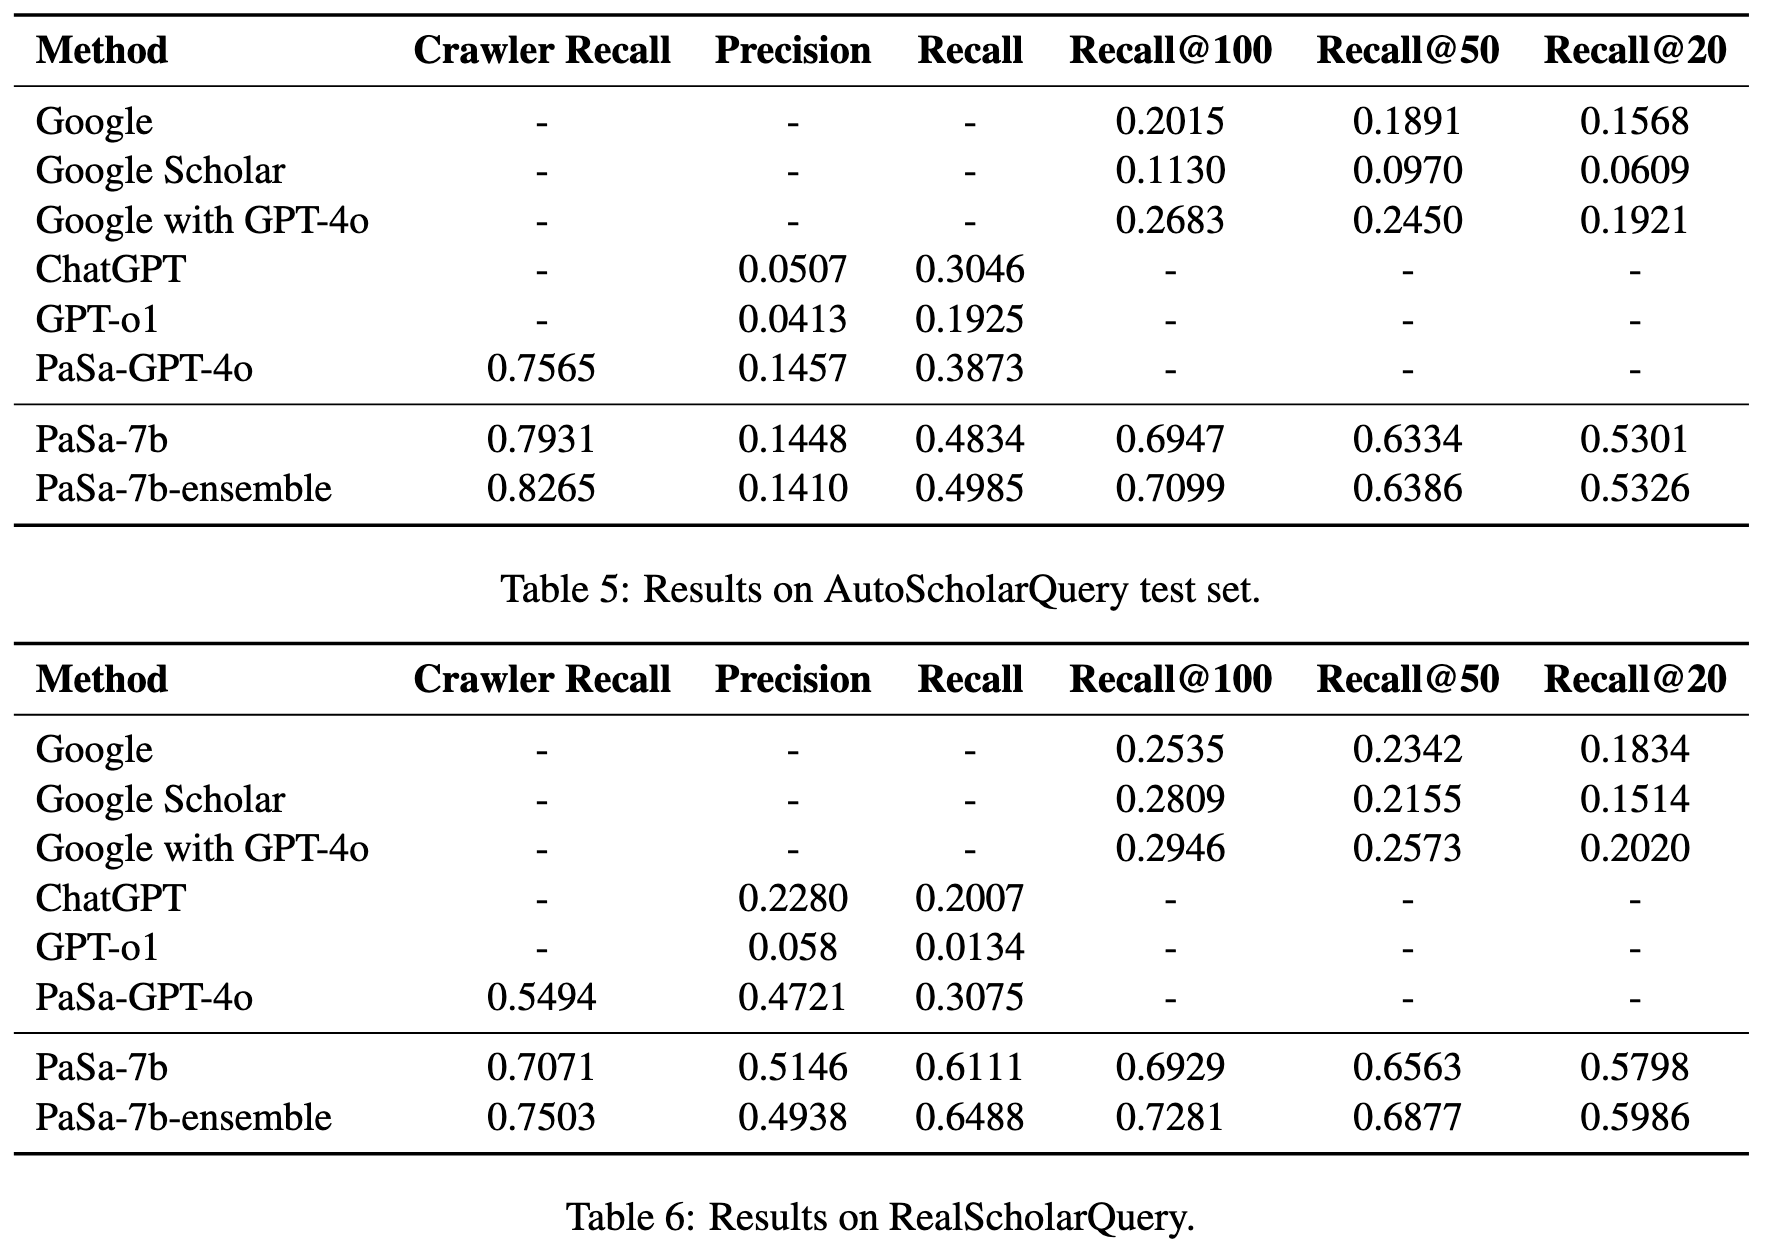 Method Crawler Recall Precision Recall Recall@100 Recall@50 Recall@20
Google - - - 0.2015 0.1891 0.1568
Google Scholar - - - 0.1130 0.0970 0.0609
Google with GPT-4o - - - 0.2683 0.2450 0.1921
ChatGPT - 0.0507 0.3046 - - -
GPT-o1 - 0.0413 0.1925 - - -
PaSa-GPT-4o 0.7565 0.1457 0.3873 - - -
PaSa-7b 0.7931 0.1448 0.4834 0.6947 0.6334 0.5301
PaSa-7b-ensemble 0.8265 0.1410 0.4985 0.7099 0.6386 0.5326
Table 5: Results on AutoScholarQuery test set.
Method Crawler Recall Precision Recall Recall@100 Recall@50 Recall@20
Google - - - 0.2535 0.2342 0.1834
Google Scholar - - - 0.2809 0.2155 0.1514
Google with GPT-4o - - - 0.2946 0.2573 0.2020
ChatGPT - 0.2280 0.2007 - - -
GPT-o1 - 0.058 0.0134 - - -
PaSa-GPT-4o 0.5494 0.4721 0.3075 - - -
PaSa-7b 0.7071 0.5146 0.6111 0.6929 0.6563 0.5798
PaSa-7b-ensemble 0.7503 0.4938 0.6488 0.7281 0.6877 0.5986
Table 6: Results on RealScholarQuery.